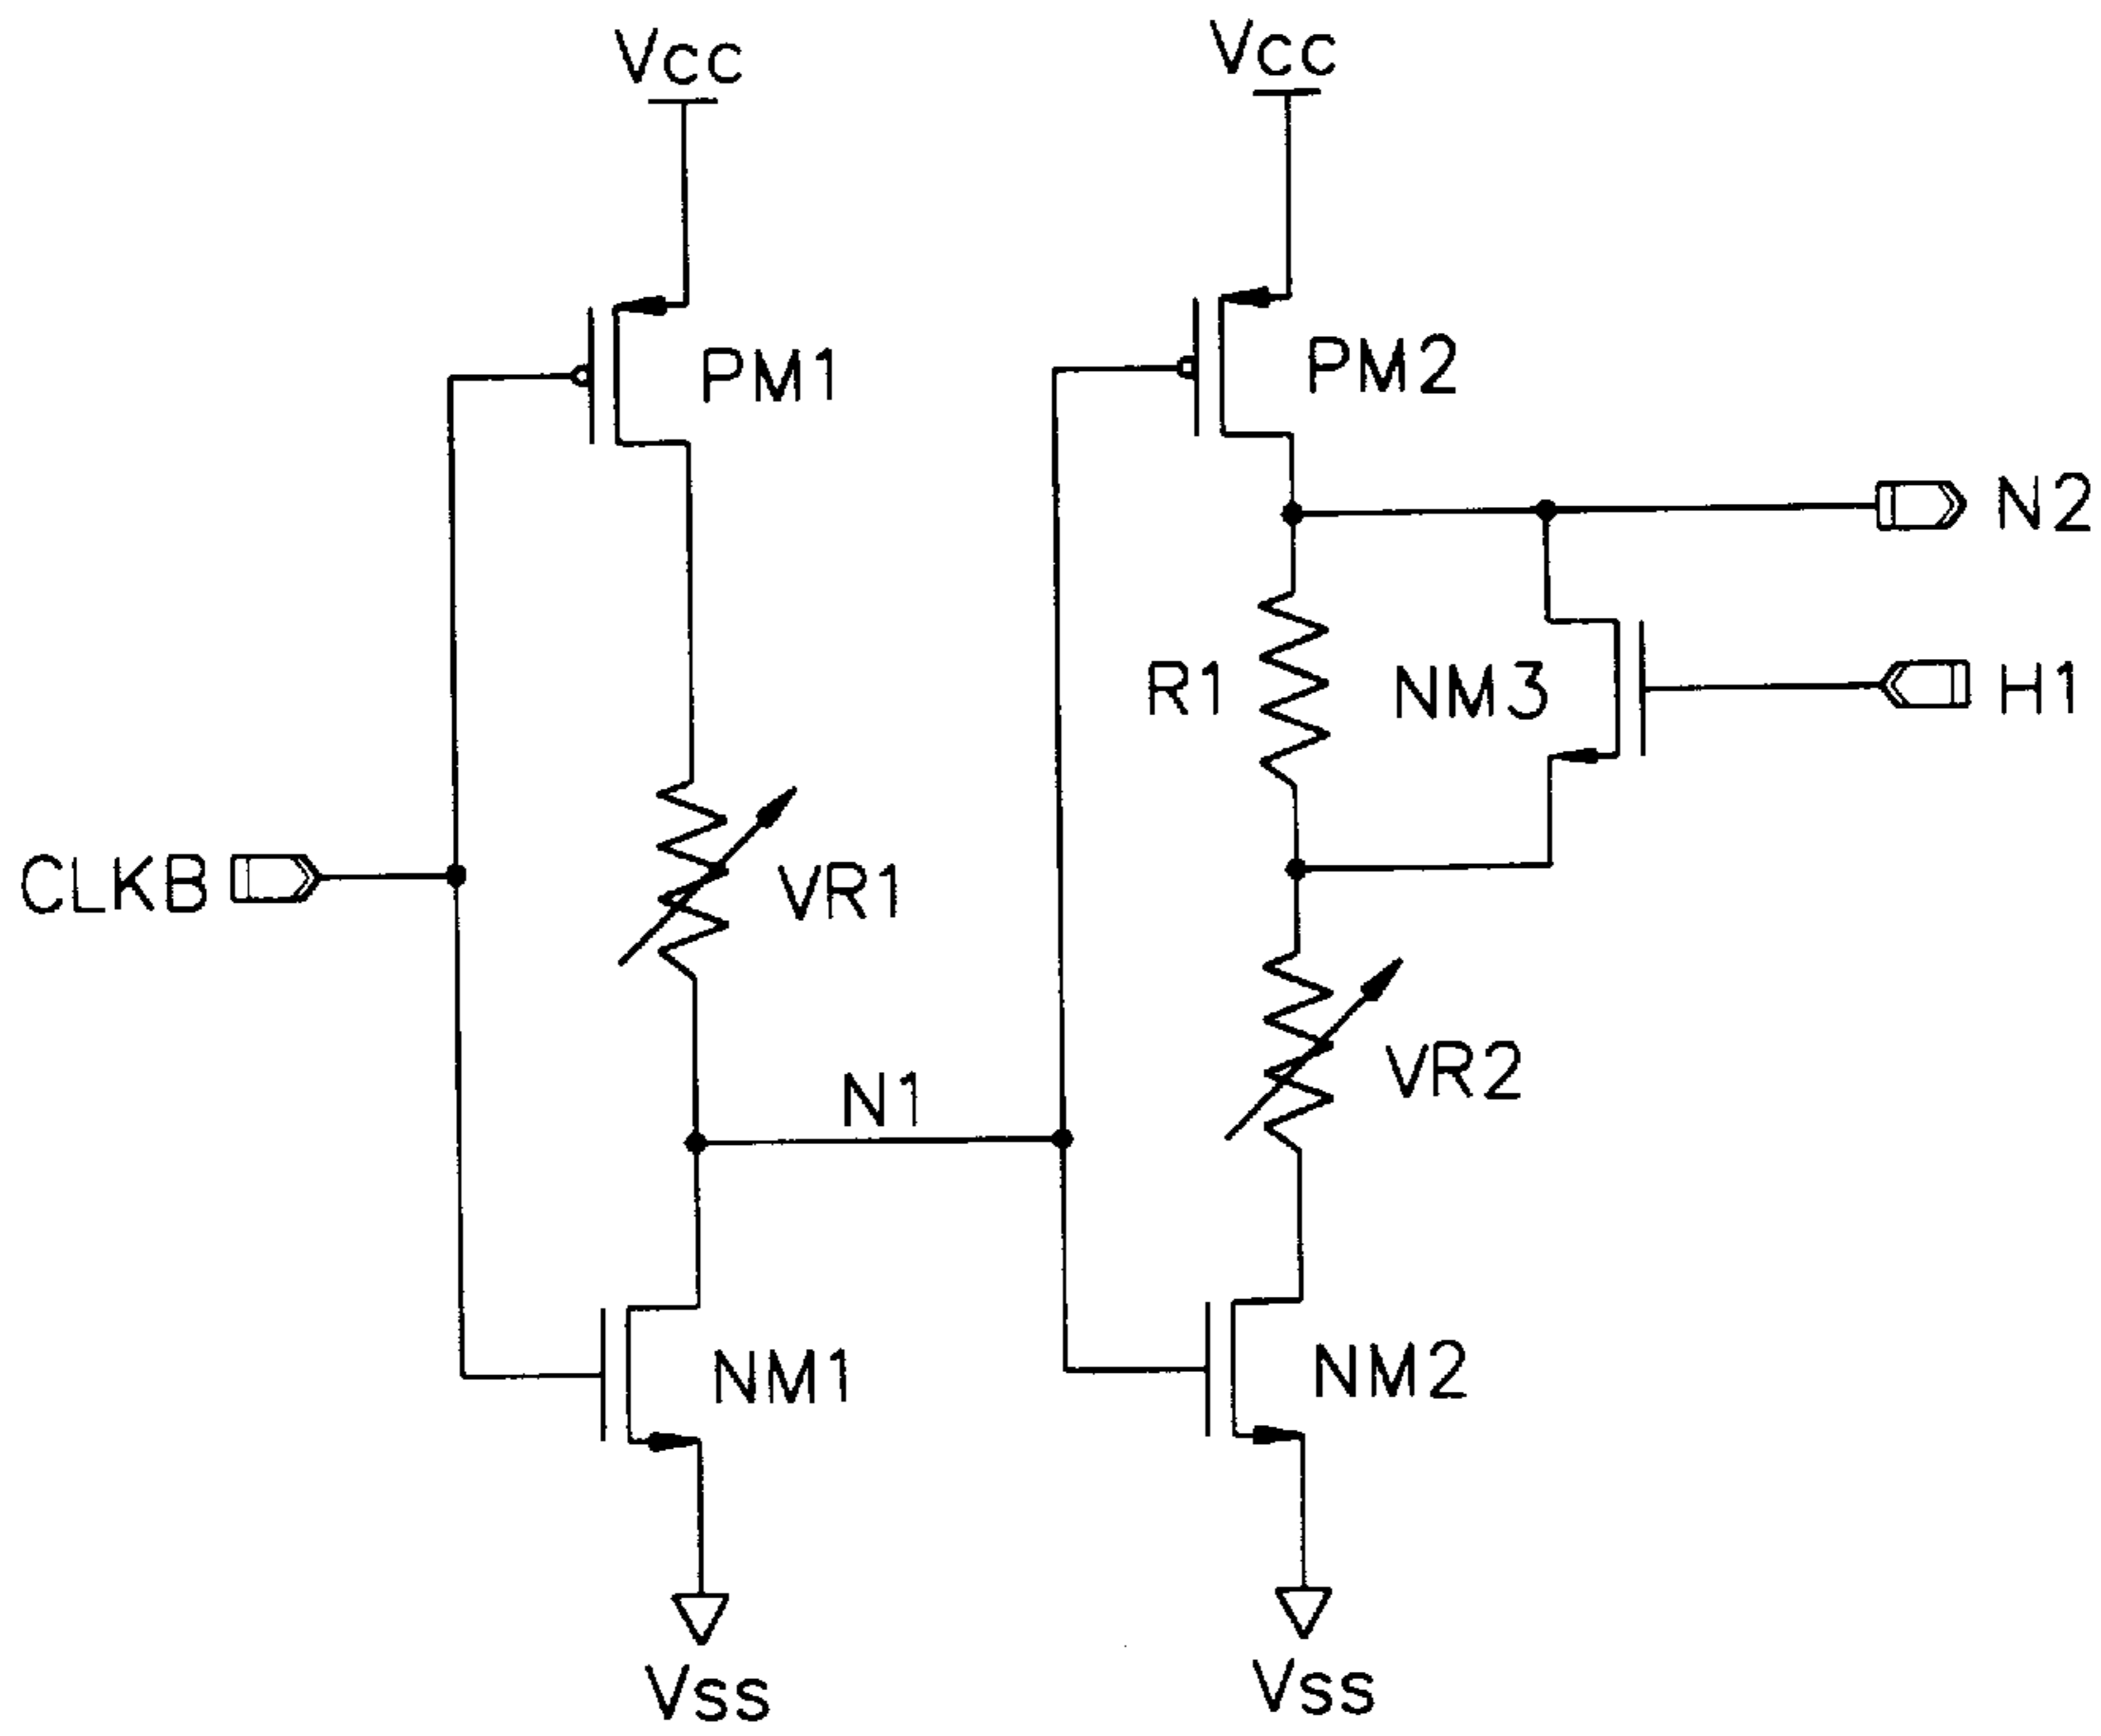 Vcc
Vcc
PM1
PM2
N2
R1
NM3
H1
CLKB
VR1
VR2
N1
NM1
NM2
Vss
Vss